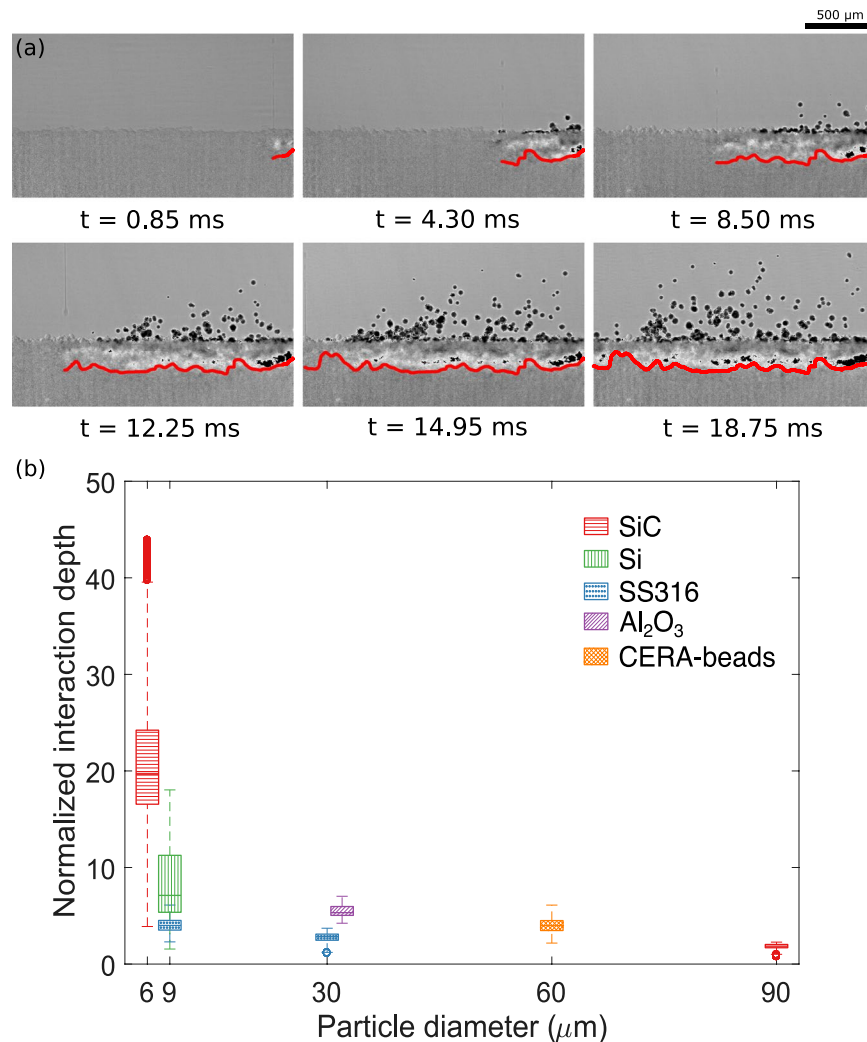 500 µm
(a)
t = 0.85 ms
t = 4.30 ms
t = 8.50 ms
t = 12.25 ms
t = 14.95 ms
t = 18.75 ms
(b)
50
40
30
20
10
0
Normalized interaction depth
SiC
Si
SS316
Al₂O₃
CERA-beads
6 9 30 60 90
Particle diameter (μm)